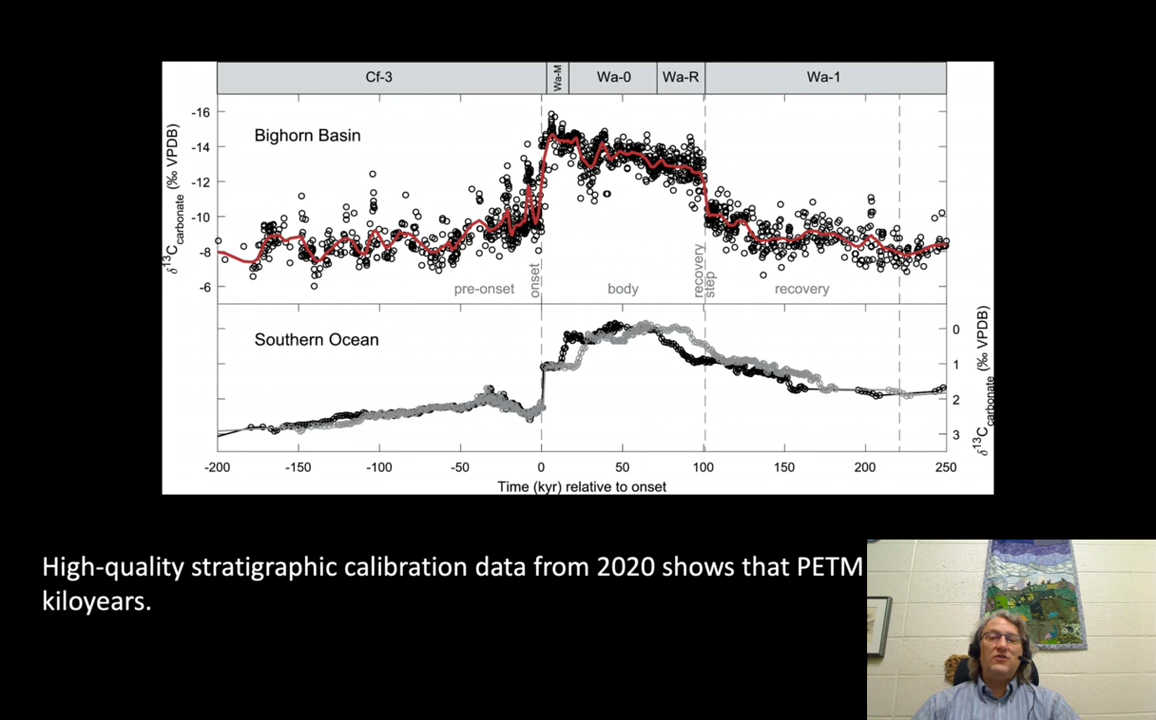 Cf-3
Wa-M
Wa-0
Wa-R
Wa-1
-16
-14
-12
-10
-8
-6
δ13Ccarbonate (‰ VPDB)
Bighorn Basin
pre-onset
onset
body
recovery
step
recovery
Southern Ocean
0
1
2
3
δ13Ccarbonate (‰ VPDB)
-200 -150 -100 -50 0 50 100 150 200 250
Time (kyr) relative to onset
High-quality stratigraphic calibration data from 2020 shows that PETM
kiloyears.